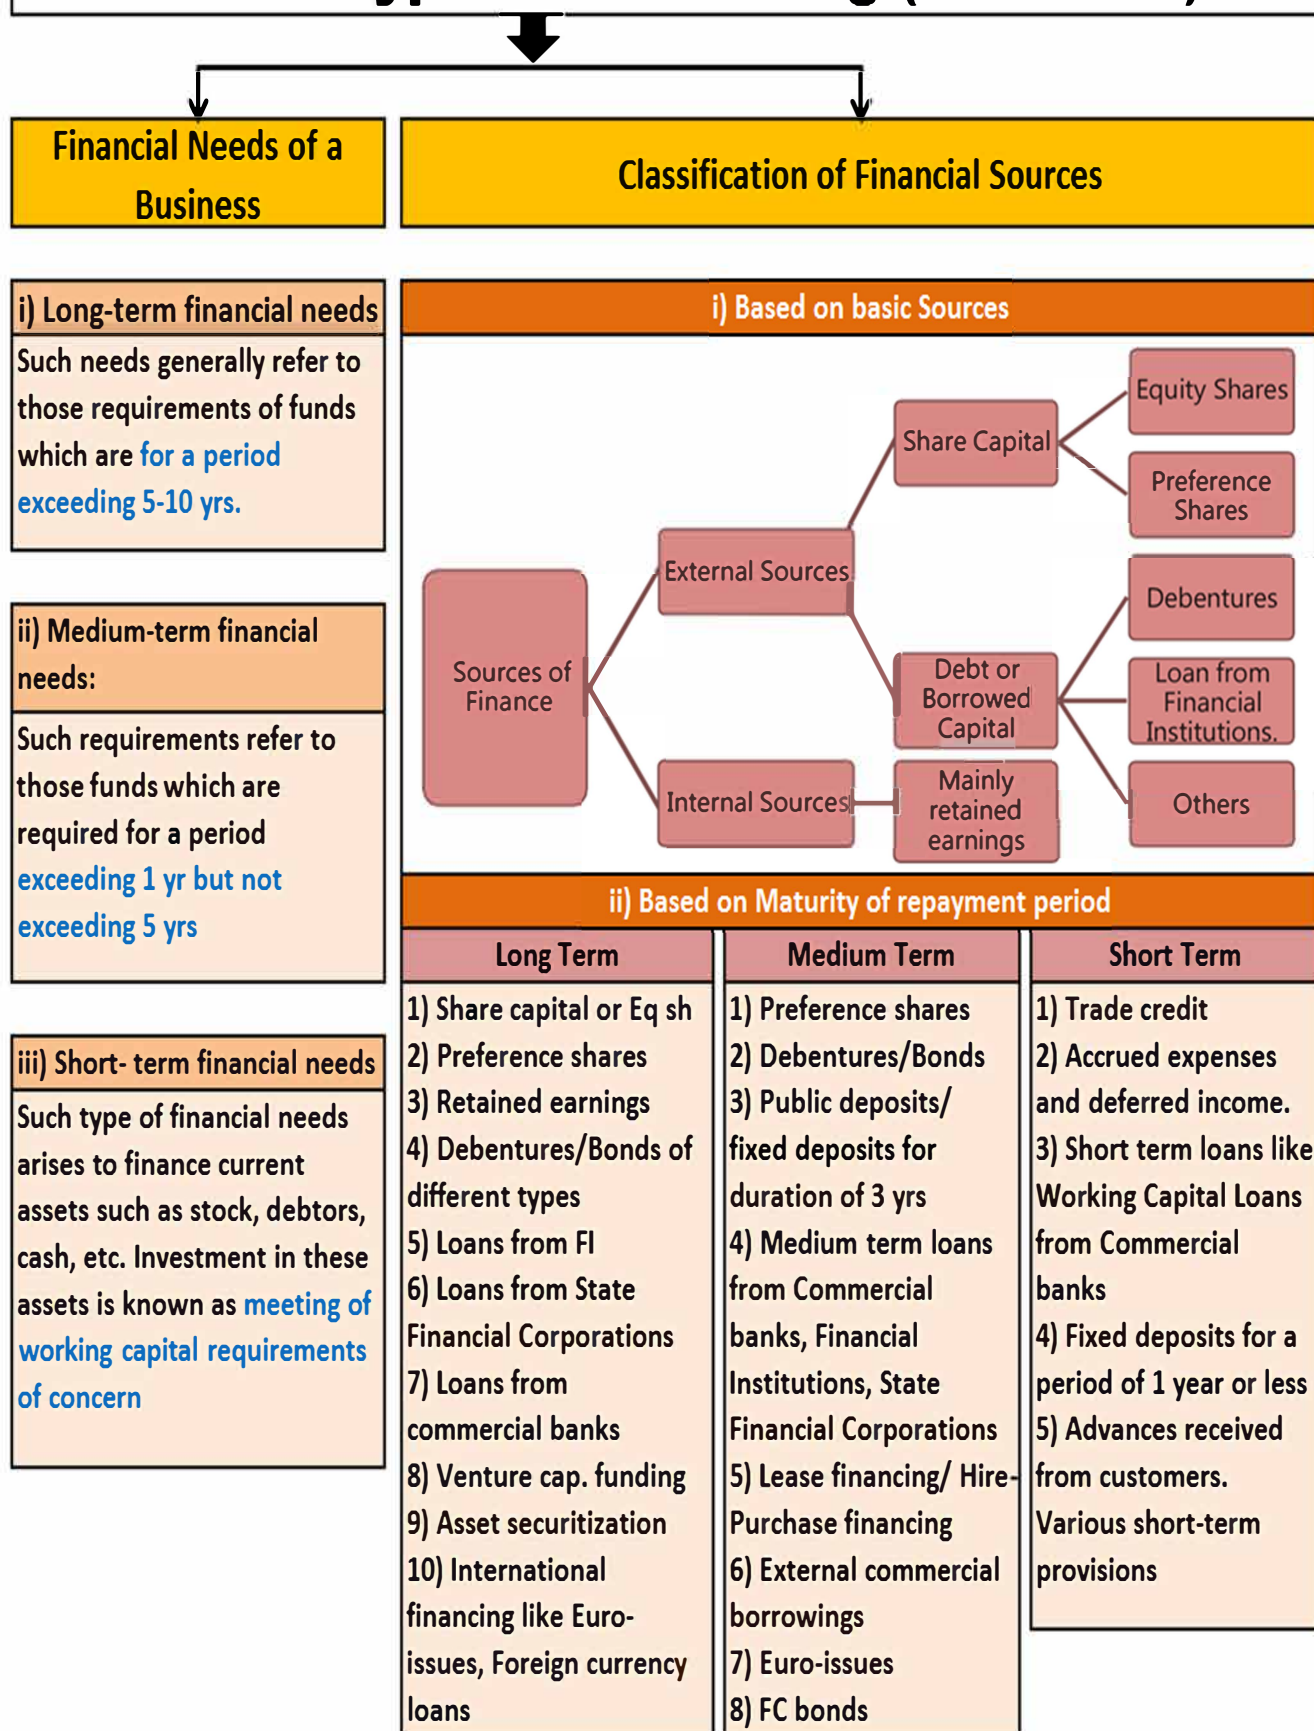 Financial Needs of a
Business
Classification of Financial Sources
i) Long-term financial needs
Such needs generally refer to
those requirements of funds
which are for a period
exceeding 5-10 yrs.
ii) Medium-term financial
needs:
Such requirements refer to
those funds which are
required for a period
exceeding 1 yr but not
exceeding 5 yrs
iii) Short- term financial needs
Such type of financial needs
arises to finance current
assets such as stock, debtors,
cash, etc. Investment in these
assets is known as meeting of
working capital requirements
of concern
i) Based on basic Sources
Sources of
Finance
External Sources
Internal Sources
Share Capital
Debt or
Borrowed
Capital
Mainly
retained
earnings
Equity Shares
Preference
Shares
Debentures
Loan from
Financial
Institutions.
Others
ii) Based on Maturity of repayment period
Long Term
1) Share capital or Eq sh
2) Preference shares
3) Retained earnings
4) Debentures/Bonds of
different types
5) Loans from FI
6) Loans from State
Financial Corporations
7) Loans from
commercial banks
8) Venture cap. funding
9) Asset securitization
10) International
financing like Euro-
issues, Foreign currency
loans
Medium Term
1) Preference shares
2) Debentures/Bonds
3) Public deposits/
fixed deposits for
duration of 3 yrs
4) Medium term loans
from Commercial
banks, Financial
Institutions, State
Financial Corporations
5) Lease financing/ Hire-
Purchase financing
6) External commercial
borrowings
7) Euro-issues
8) FC bonds
Short Term
1) Trade credit
2) Accrued expenses
and deferred income.
3) Short term loans like
Working Capital Loans
from Commercial
banks
4) Fixed deposits for a
period of 1 year or less
5) Advances received
from customers.
Various short-term
provisions